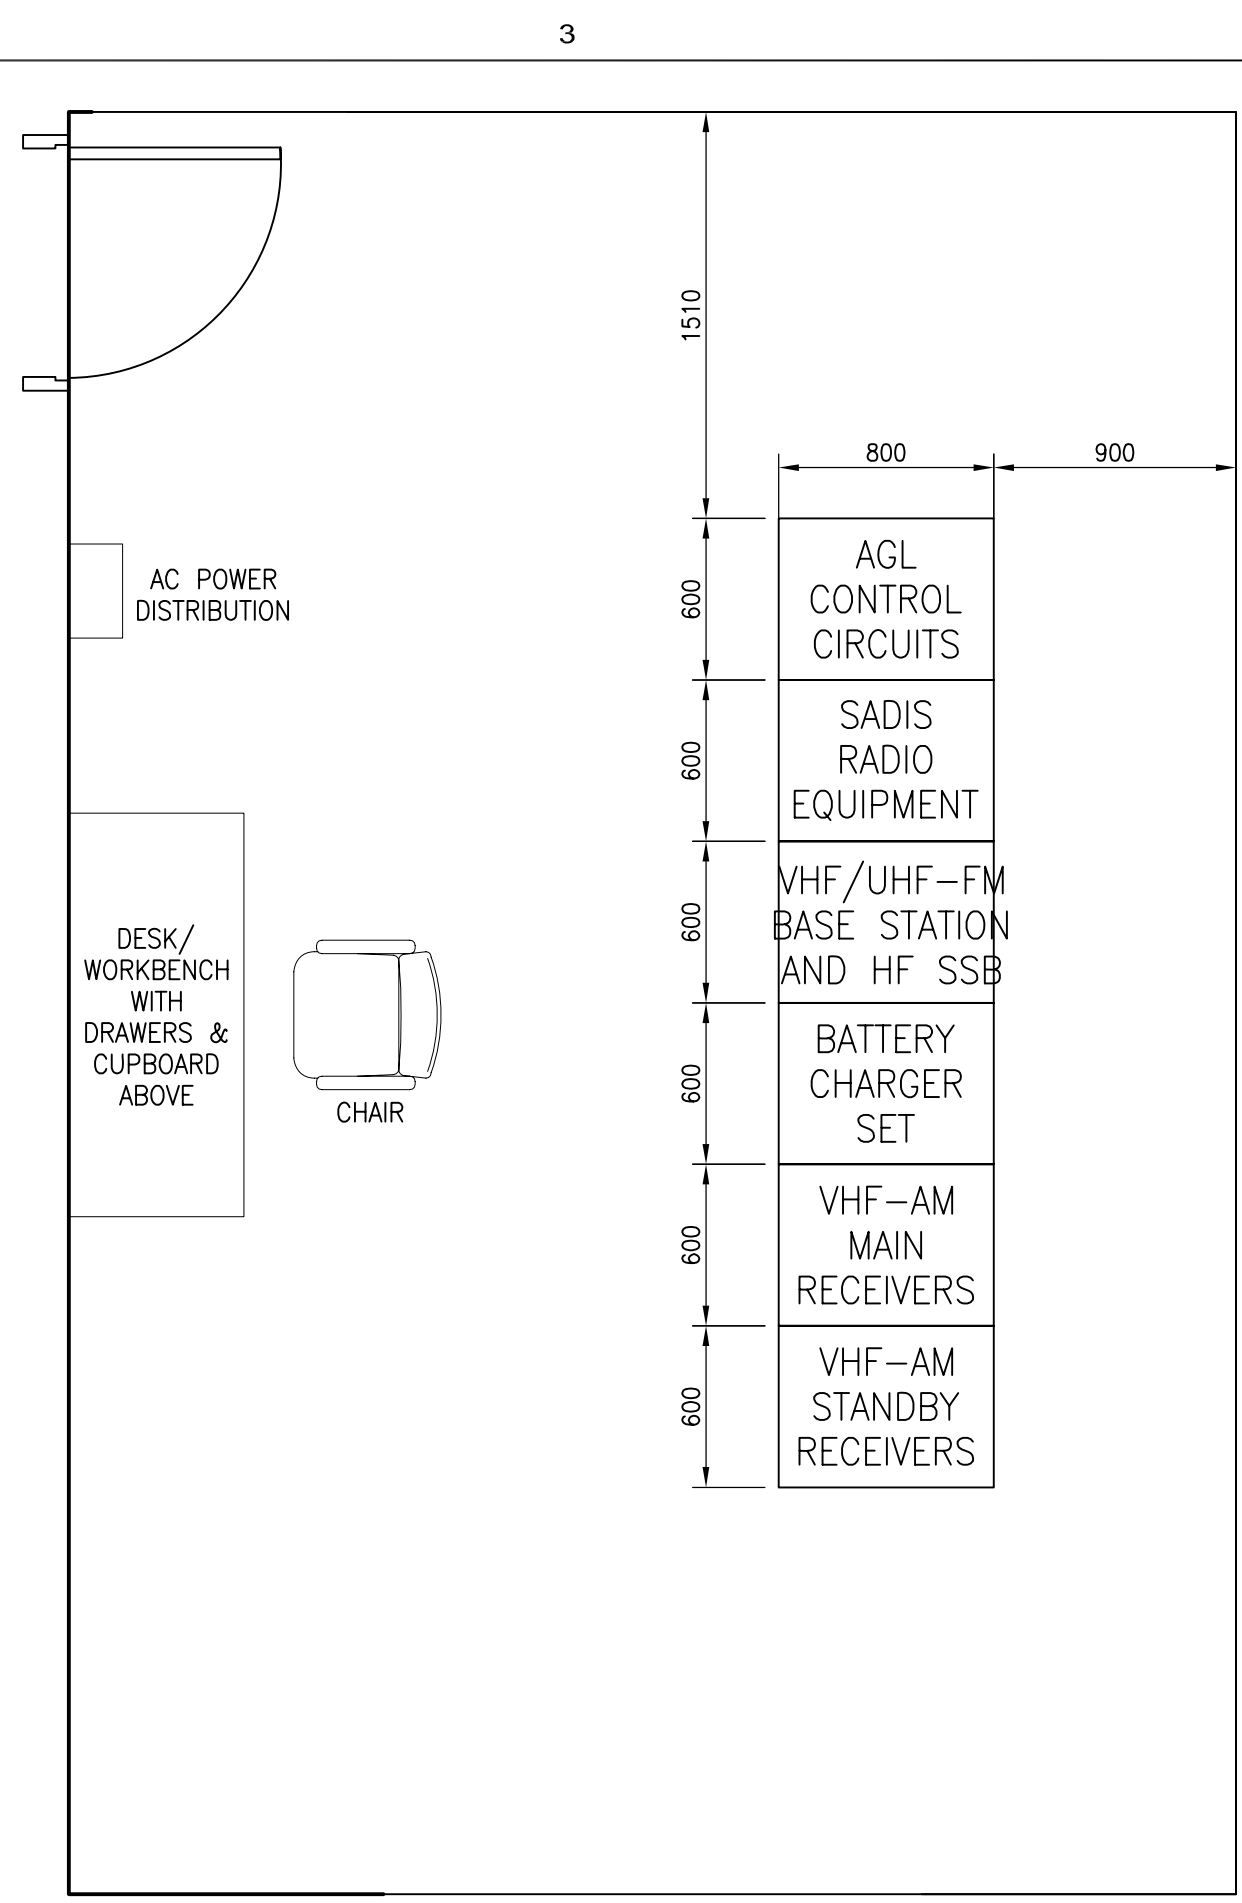 3
1510
800
900
600
AGL
CONTROL
CIRCUITS
AC POWER
DISTRIBUTION
600
SADIS
RADIO
EQUIPMENT
600
VHF/UHF-FM
BASE STATION
AND HF SSB
DESK/
WORKBENCH
WITH
DRAWERS &
CUPBOARD
ABOVE
CHAIR
600
BATTERY
CHARGER
SET
600
VHF-AM
MAIN
RECEIVERS
600
VHF-AM
STANDBY
RECEIVERS